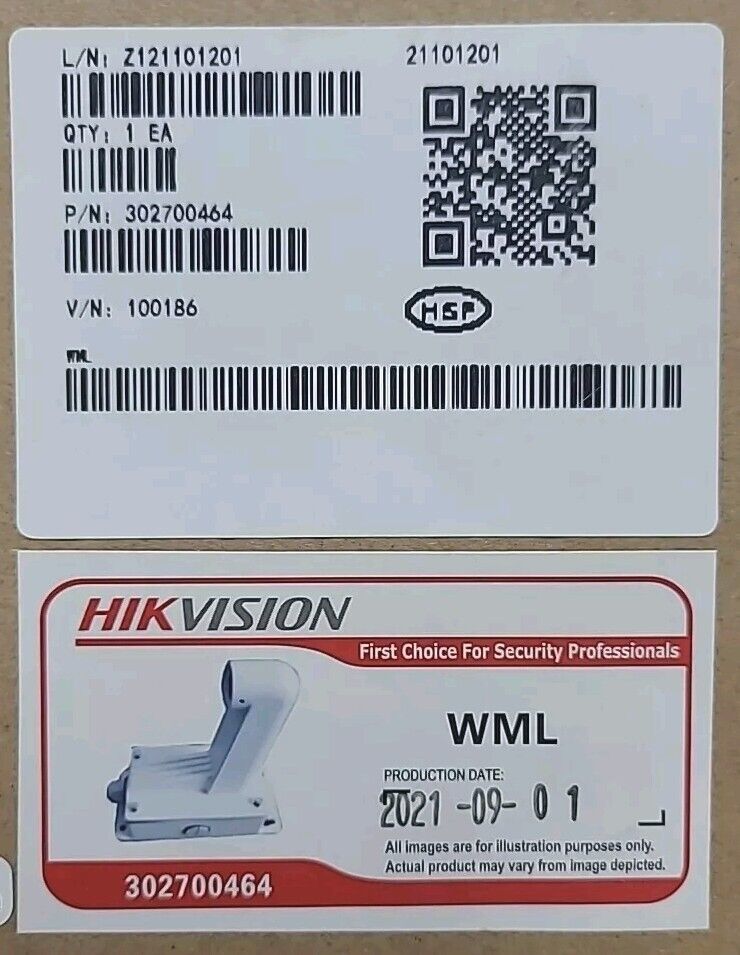 L/N: Z121101201
21101201
QTY: 1 EA
P/N: 302700464
V/N: 100186
HSF
WML
HIKVISION
First Choice For Security Professionals
WML
PRODUCTION DATE:
2021-09-01
All images are for illustration purposes only.
Actual product may vary from image depicted.
302700464